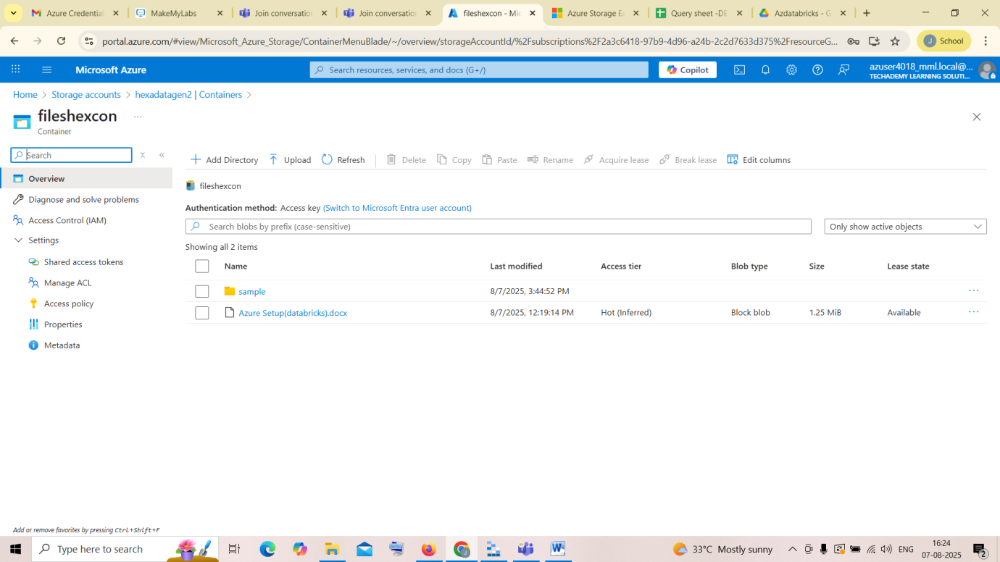 Azure Credential
MakeMyLabs
Join conversation
Join conversation
fileshexcon - Mic
Azure Storage Ex
Query sheet -DE
Azdatabricks - G
portal.azure.com/#view/Microsoft_Azure_Storage/ContainerMenuBlade/~/overview/storageAccountId/%2Fsubscriptions%2F2a3c6418-97b9-4d96-a24b-2c2d7633d375%2FresourceG...
J School
Microsoft Azure
Search resources, services, and docs (G+/)
Copilot
azuser4018_mml.local@...
TECHADEMY LEARNING SOLUTI...
Home > Storage accounts > hexadatagen2 | Containers >
fileshexcon ...
Container
Search
Add Directory Upload Refresh Delete Copy Paste Rename Acquire lease Break lease Edit columns
Overview
Diagnose and solve problems
Access Control (IAM)
Settings
Shared access tokens
Manage ACL
Access policy
Properties
Metadata
fileshexcon
Authentication method: Access key (Switch to Microsoft Entra user account)
Search blobs by prefix (case-sensitive)
Only show active objects
Showing all 2 items
Name Last modified Access tier Blob type Size Lease state
sample 8/7/2025, 3:44:52 PM ...
Azure Setup(databricks).docx 8/7/2025, 12:19:14 PM Hot (Inferred) Block blob 1.25 MiB Available ...
Add or remove favorites by pressing Ctrl+Shift+F
Type here to search
33°C Mostly sunny
ENG
16:24
07-08-2025
2